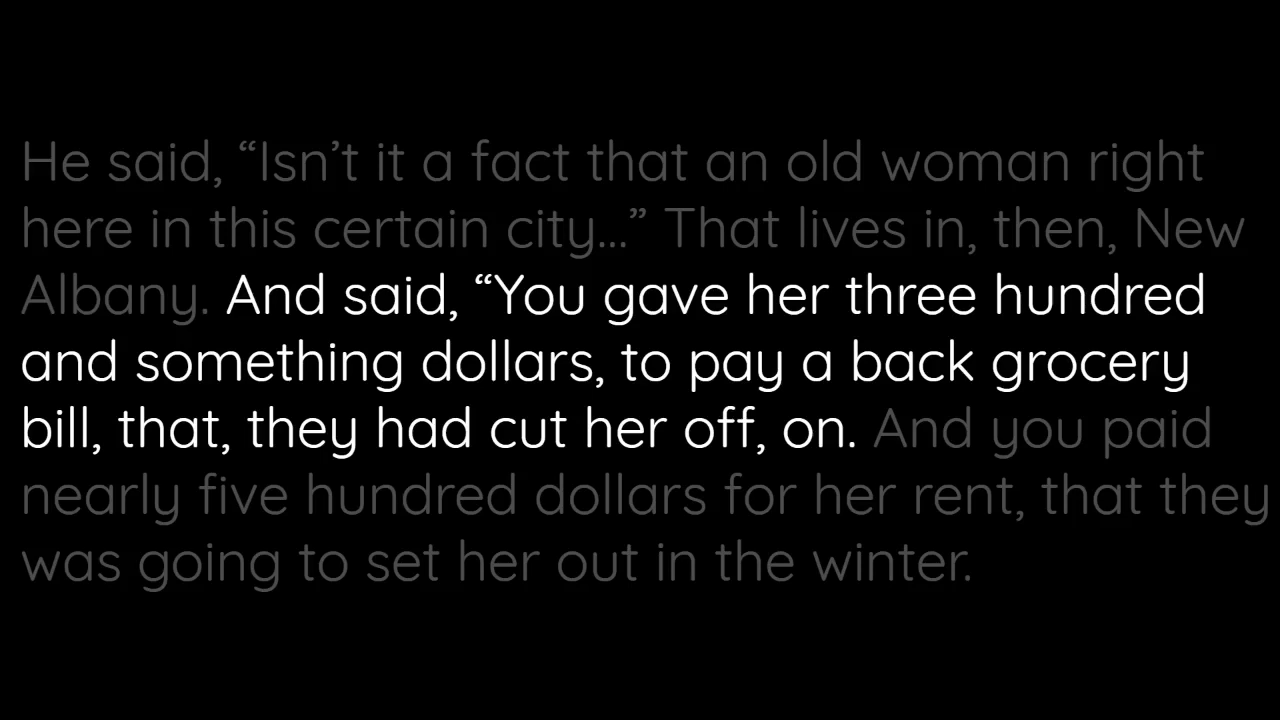 He said, “Isn’t it a fact that an old woman right
here in this certain city...” That lives in, then, New
Albany. And said, “You gave her three hundred
and something dollars, to pay a back grocery
bill, that, they had cut her off, on. And you paid
nearly five hundred dollars for her rent, that they
was going to set her out in the winter.